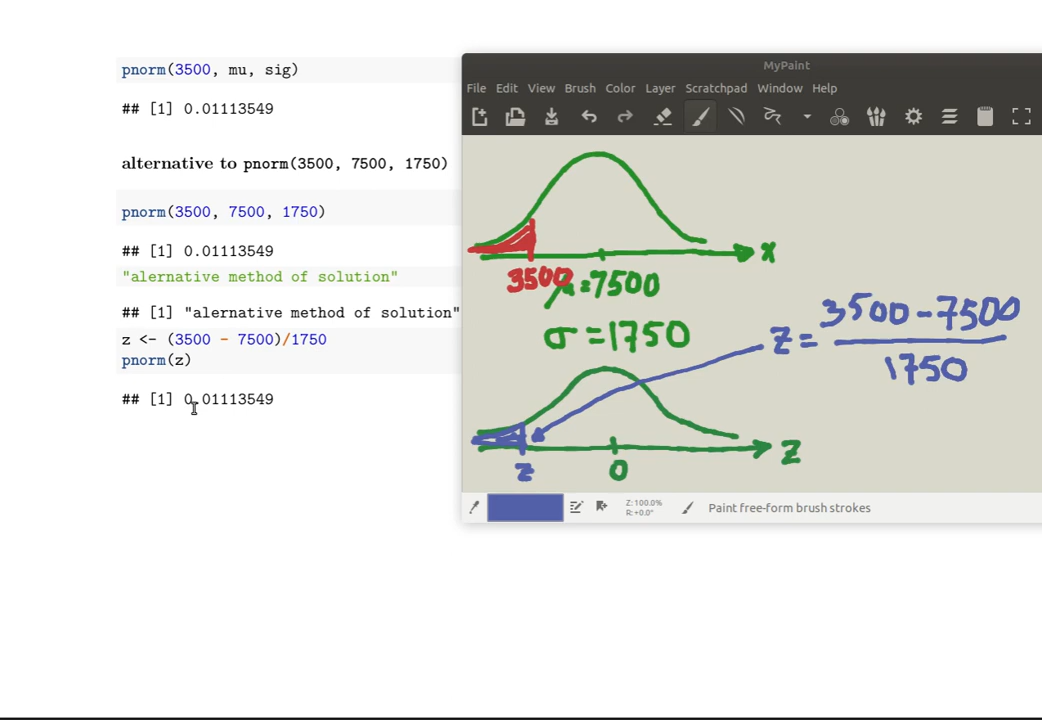 pnorm(3500, mu, sig)
## [1] 0.01113549
alternative to pnorm(3500, 7500, 1750)
pnorm(3500, 7500, 1750)
## [1] 0.01113549
"alernative method of solution"
## [1] "alernative method of solution"
z <- (3500 - 7500)/1750
pnorm(z)
## [1] 0.01113549
MyPaint
File Edit View Brush Color Layer Scratchpad Window Help
x
3500
μ=7500
σ=1750
z = 3500-7500
1750
z
z
0
Z:100.0%
R:+0.0°
Paint free-form brush strokes